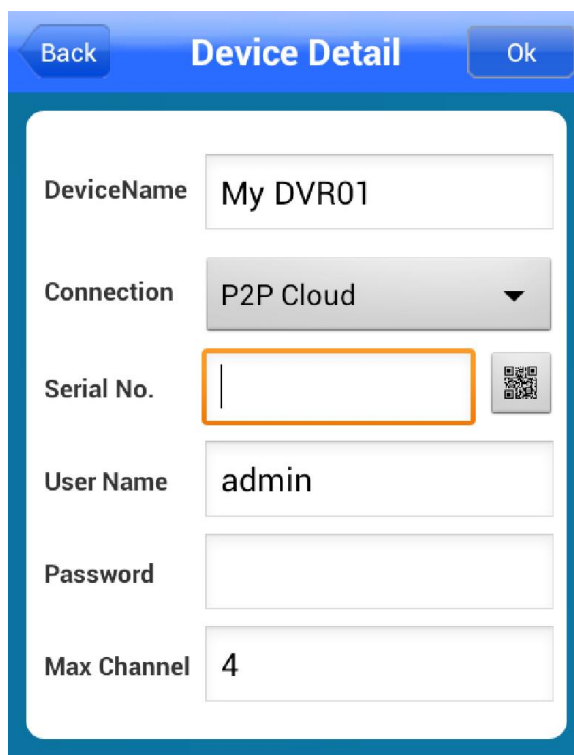 Back Device Detail Ok
DeviceName My DVR01
Connection P2P Cloud
Serial No.
User Name admin
Password
Max Channel 4